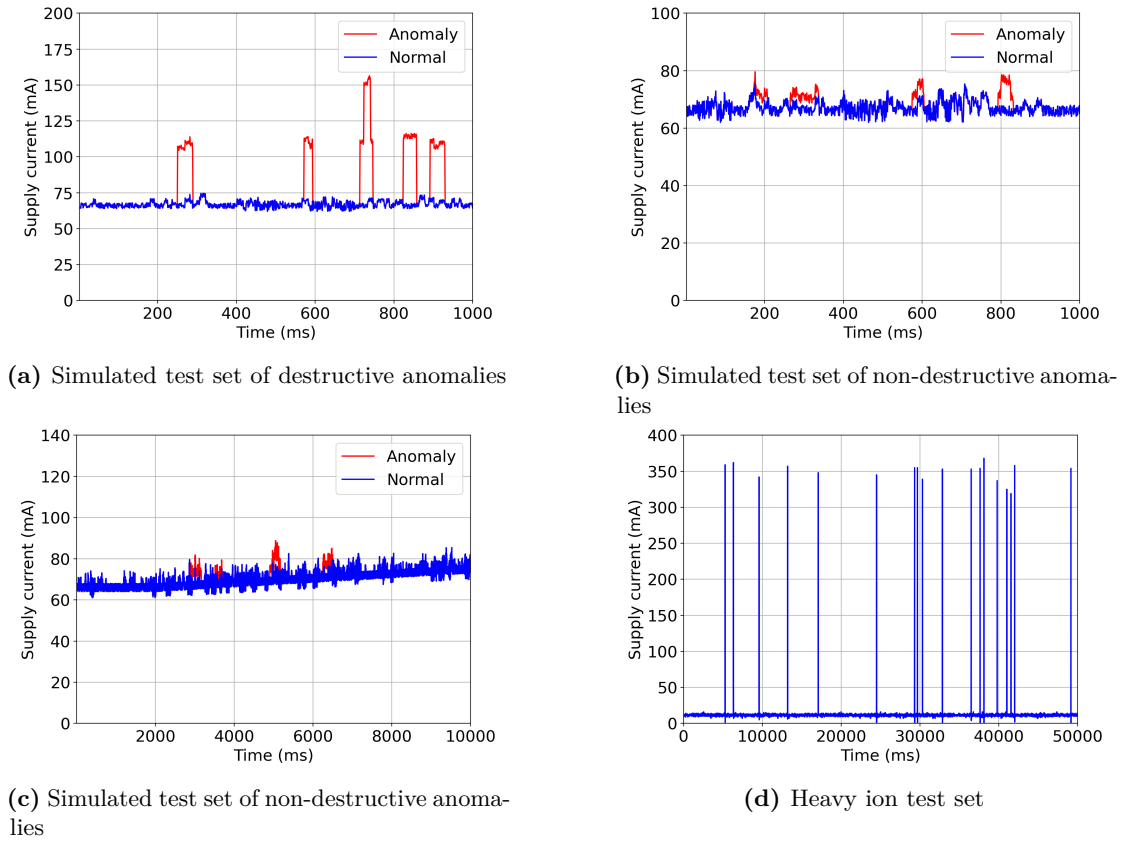 200
175
150
125
100
75
50
25
0
Supply current (mA)
Anomaly
Normal
200 400 600 800 1000
Time (ms)
(a) Simulated test set of destructive anomalies
100
80
60
40
20
0
Supply current (mA)
Anomaly
Normal
200 400 600 800 1000
Time (ms)
(b) Simulated test set of non-destructive anoma-
lies
140
120
100
80
60
40
20
0
Supply current (mA)
Anomaly
Normal
2000 4000 6000 8000 10000
Time (ms)
(c) Simulated test set of non-destructive anoma-
lies
400
350
300
250
200
150
100
50
0
Supply current (mA)
0 10000 20000 30000 40000 50000
Time (ms)
(d) Heavy ion test set